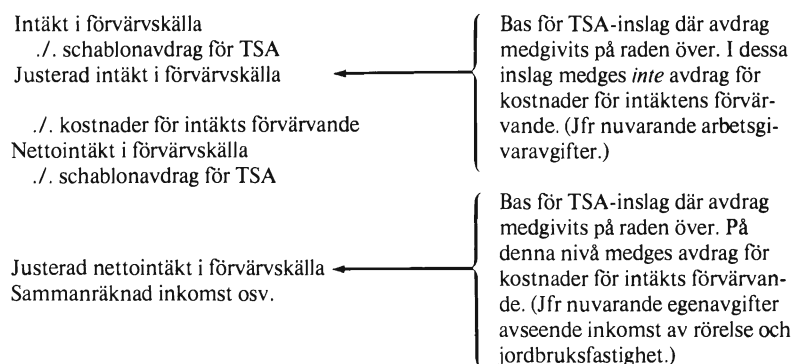 Intäkt i förvärvskälla
./. schablonavdrag för TSA
Justerad intäkt i förvärvskälla
./. kostnader för intäkts förvärvande
Nettointäkt i förvärvskälla
./. schablonavdrag för TSA
Justerad nettointäkt i förvärvskälla
Sammanräknad inkomst osv.
Bas för TSA-inslag där avdrag
medgivits på raden över. I dessa
inslag medges inte avdrag för
kostnader för intäktens förvär-
vande. (Jfr nuvarande arbetsgi-
varavgifter.)
Bas för TSA-inslag där avdrag
medgivits på raden över. På
denna nivå medges avdrag för
kostnader för intäkts förvärvan-
de. (Jfr nuvarande egenavgifter
avseende inkomst av rörelse och
jordbruksfastighet.)